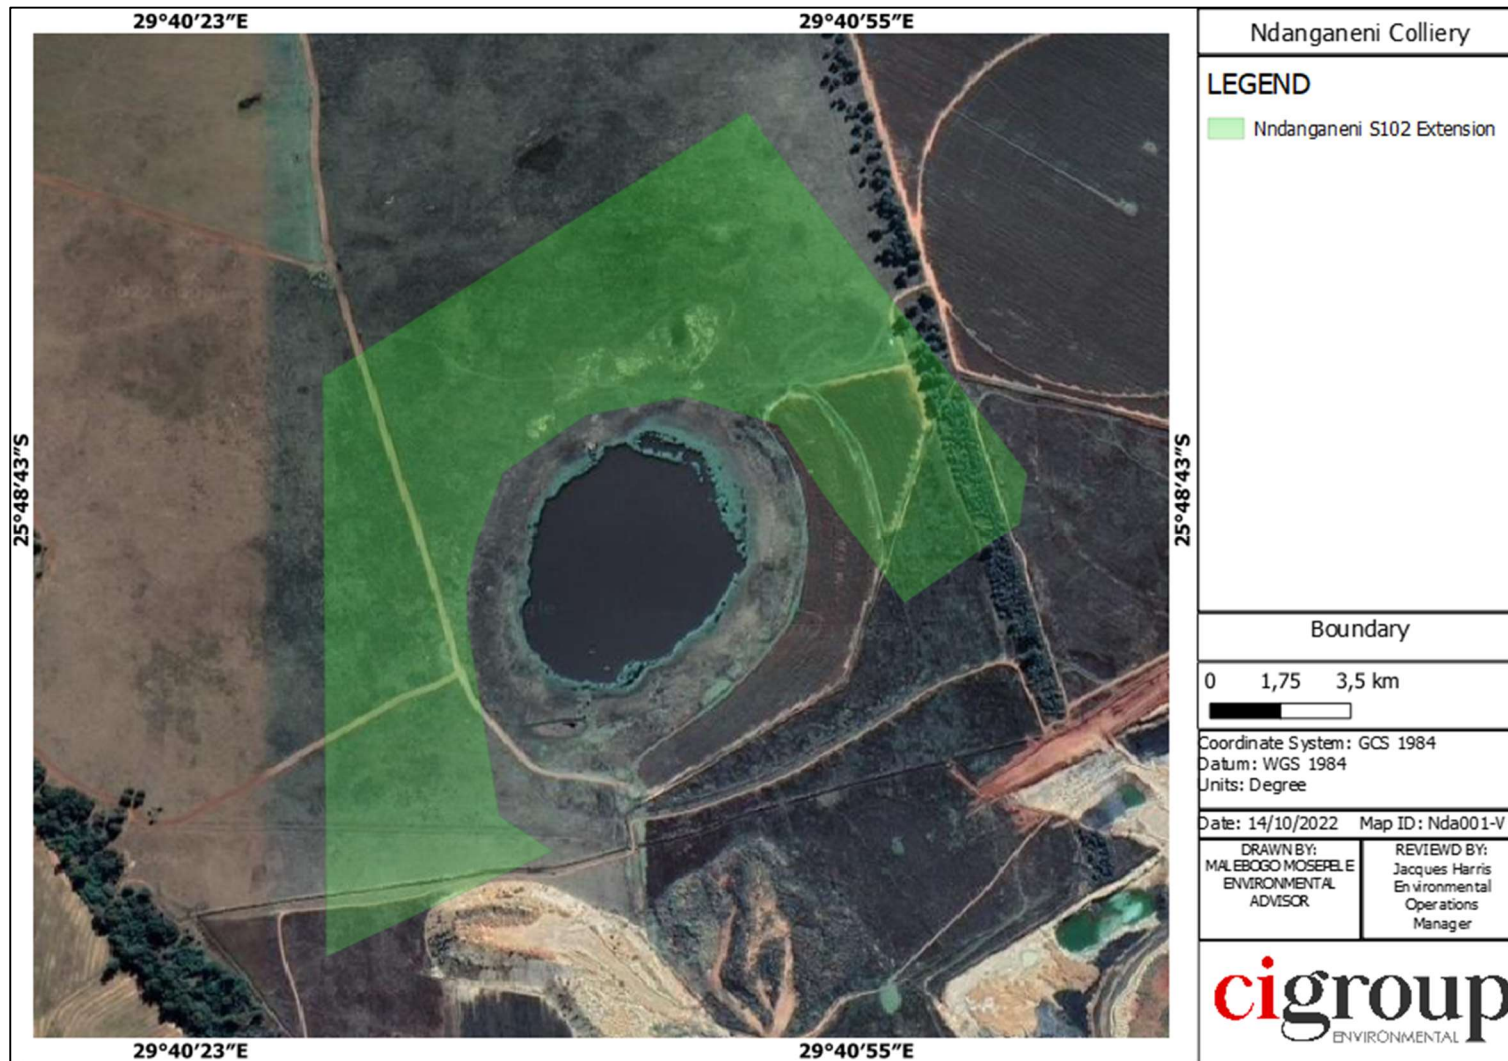 29°40'23"E
29°40'55"E
25°48'43"S
25°48'43"S
29°40'23"E
29°40'55"E
Ndanganeni Colliery
LEGEND
Nndanganeni S102 Extension
Boundary
0 1,75 3,5 km
Coordinate System: GCS 1984
Datum: WGS 1984
Units: Degree
Date: 14/10/2022 Map ID: Nda001-V
DRAWN BY:
MALEBOGO MOSEPELE
ENVIRONMENTAL
ADVISOR
REVIEWD BY:
Jacques Harris
Environmental
Operations
Manager
cigroup
ENVIRONMENTAL